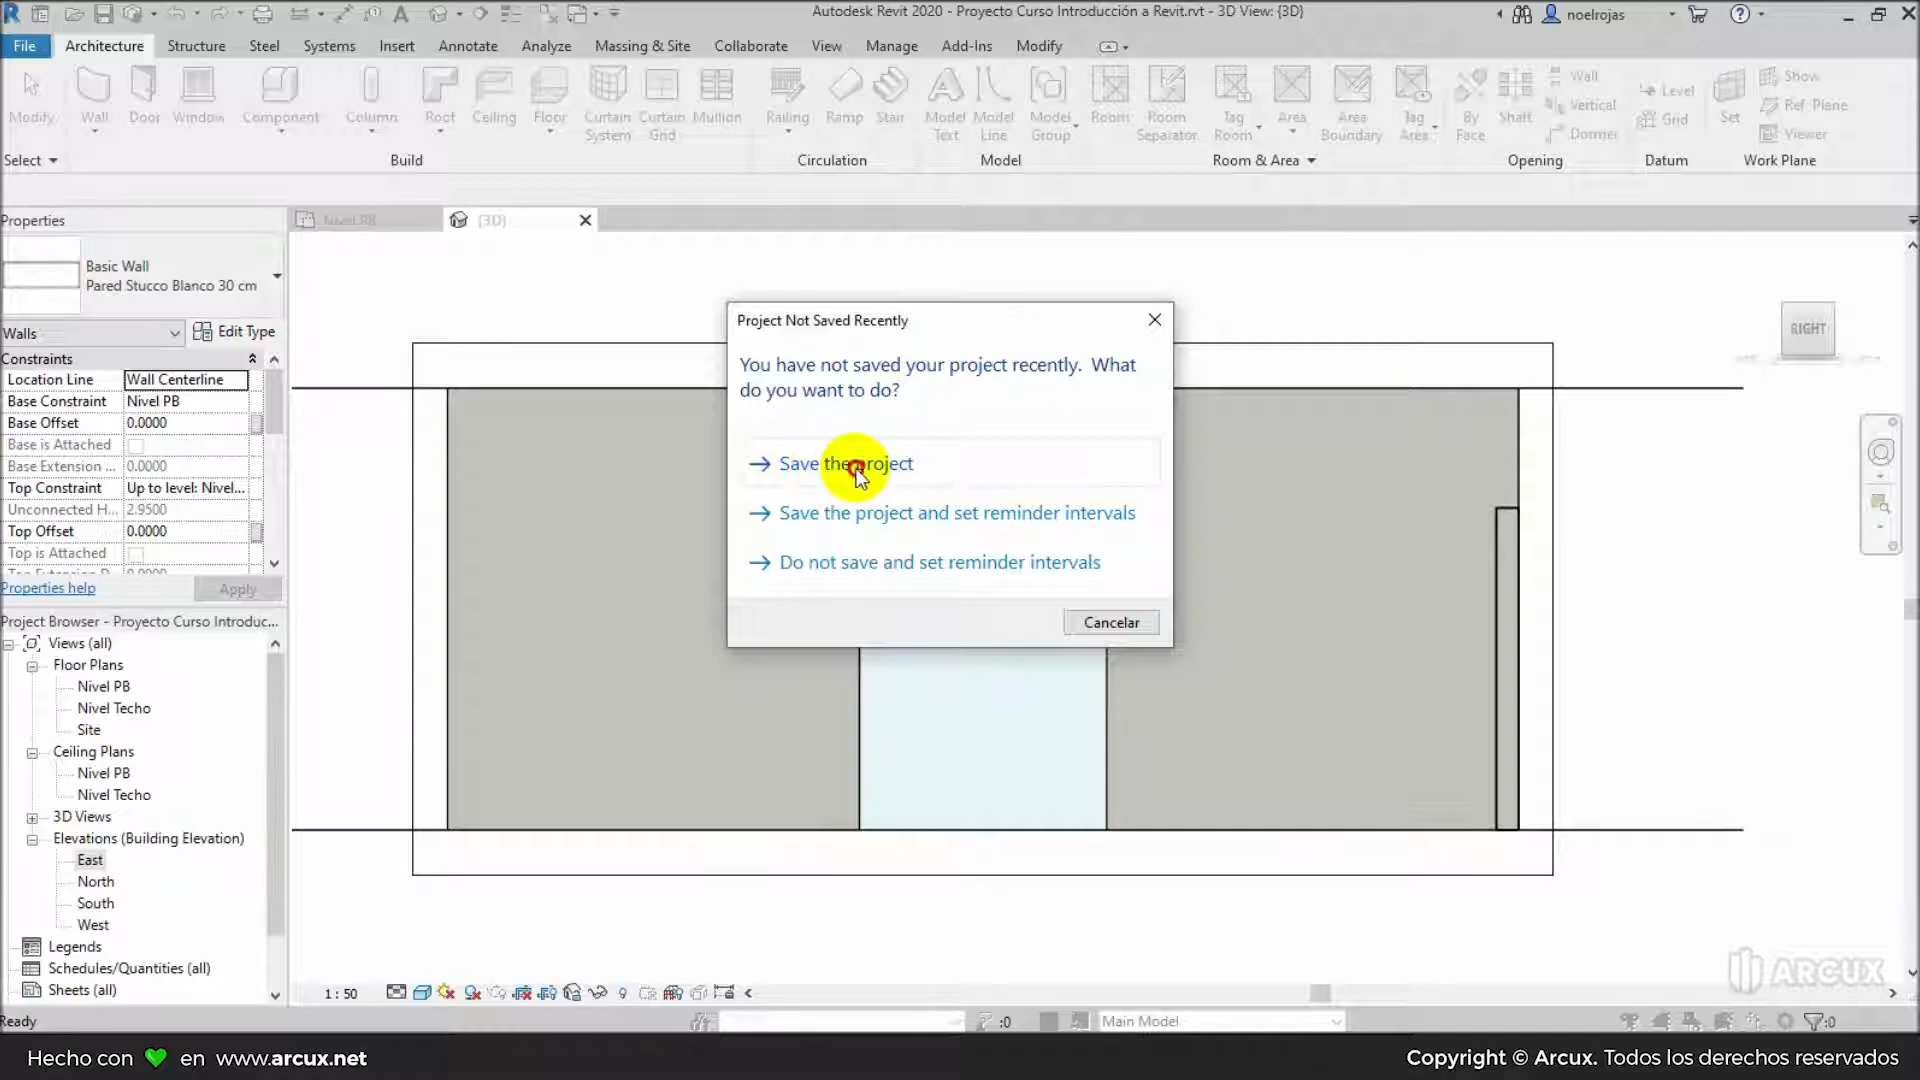 Autodesk Revit 2020 - Proyecto Curso Introducción a Revit.rvt - 3D View: {3D}
noelrojas
File Architecture Structure Steel Systems Insert Annotate Analyze Massing & Site Collaborate View Manage Add-Ins Modify
Modify Wall Door Window Component Column Roof Ceiling Floor Curtain System Curtain Grid Mullion Railing Ramp Stair Model Text Model Line Model Group Room Room Separator Tag Room Area Area Boundary Tag Area By Face Shaft Wall Vertical Dormer Level Grid Set Show Ref Plane Viewer
Select Build Circulation Model Room & Area Opening Datum Work Plane
Properties
Nivel PB
{3D}
Basic Wall
Pared Stucco Blanco 30 cm
Walls
Edit Type
Constraints
Location Line Wall Centerline
Base Constraint Nivel PB
Base Offset 0.0000
Base is Attached
Base Extension ... 0.0000
Top Constraint Up to level: Nivel...
Unconnected H... 2.9500
Top Offset 0.0000
Top is Attached
Properties help
Apply
Project Browser - Proyecto Curso Introduc...
Views (all)
Floor Plans
Nivel PB
Nivel Techo
Site
Ceiling Plans
Nivel PB
Nivel Techo
3D Views
Elevations (Building Elevation)
East
North
South
West
Legends
Schedules/Quantities (all)
Sheets (all)
Project Not Saved Recently
You have not saved your project recently. What
do you want to do?
Save the project
Save the project and set reminder intervals
Do not save and set reminder intervals
Cancelar
RIGHT
ARCUX
1 : 50
Ready
:0
Main Model
:0
Hecho con en www.arcux.net
Copyright © Arcux. Todos los derechos reservados